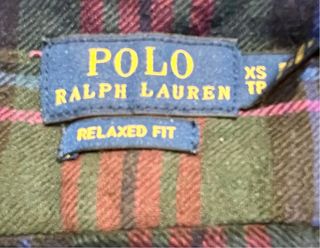 POLO
RALPH LAUREN
XS
TP
RELAXED FIT